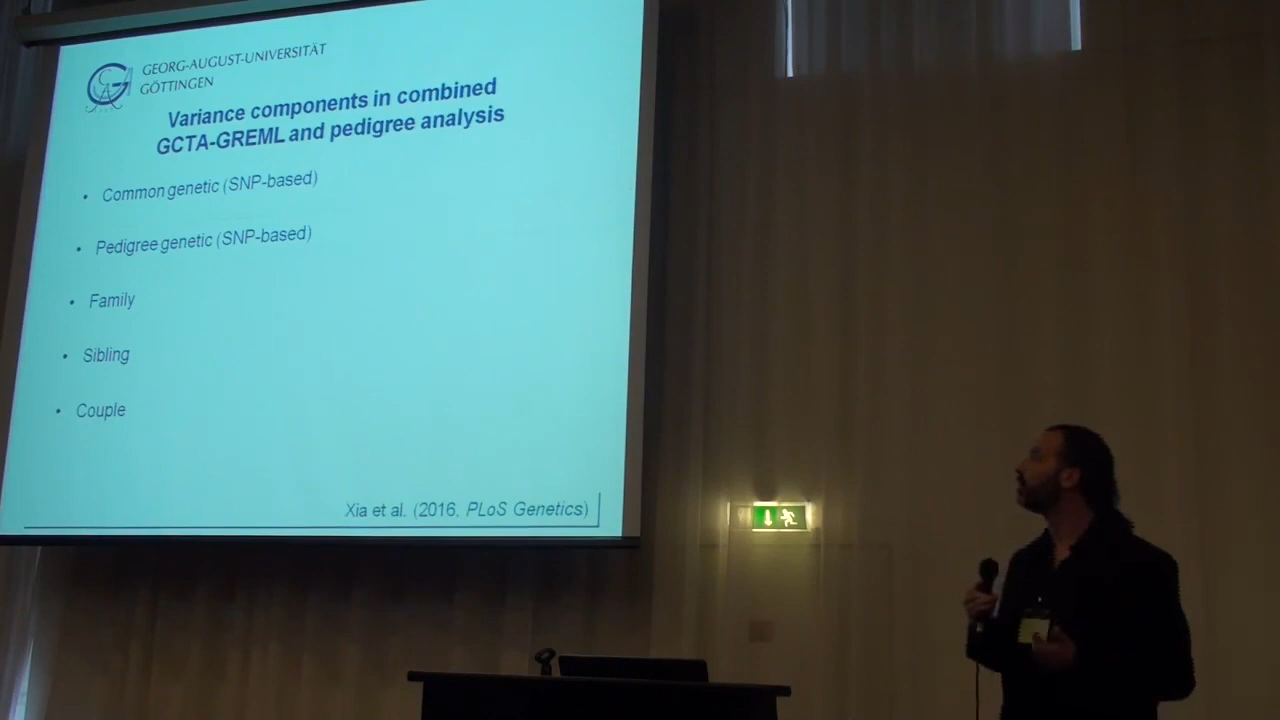 GEORG-AUGUST-UNIVERSITÄT
GÖTTINGEN
Variance components in combined
GCTA-GREML and pedigree analysis
• Common genetic (SNP-based)
• Pedigree genetic (SNP-based)
• Family
• Sibling
• Couple
Xia et al. (2016, PLoS Genetics)